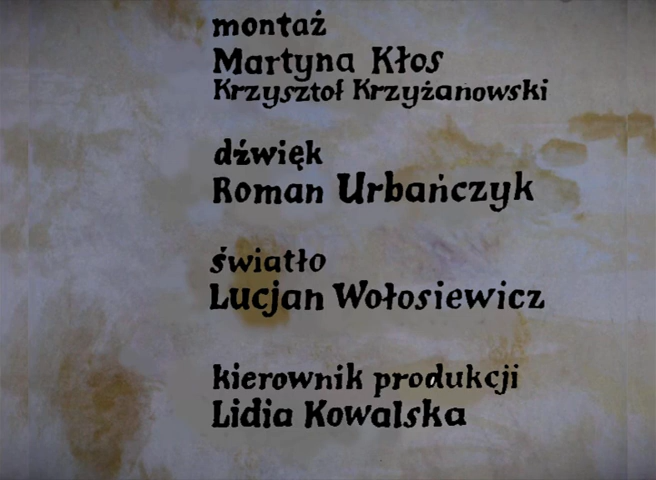 montaż
Martyna Kłos
Krzysztof Krzyżanowski
dźwięk
Roman Urbańczyk
światło
Lucjan Wołosiewicz
kierownik produkcji
Lidia Kowalska